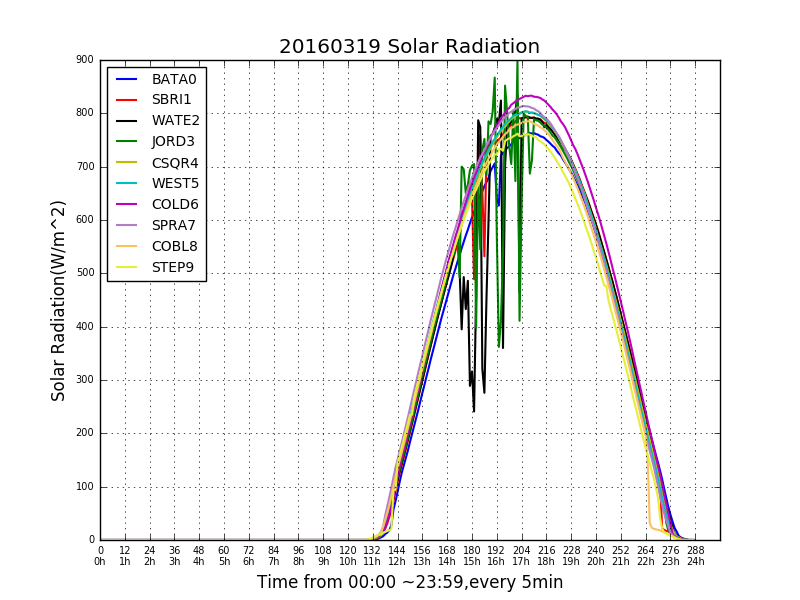 20160319 Solar Radiation
Solar Radiation(W/m^2)
900
800
700
600
500
400
300
200
100
0
BATA0
SBRI1
WATE2
JORD3
CSQR4
WEST5
COLD6
SPRA7
COBL8
STEP9
0 12 24 36 48 60 72 84 96 108 120 132 144 156 168 180 192 204 216 228 240 252 264 276 288
0h 1h 2h 3h 4h 5h 6h 7h 8h 9h 10h 11h 12h 13h 14h 15h 16h 17h 18h 19h 20h 21h 22h 23h 24h
Time from 00:00 ~23:59,every 5min